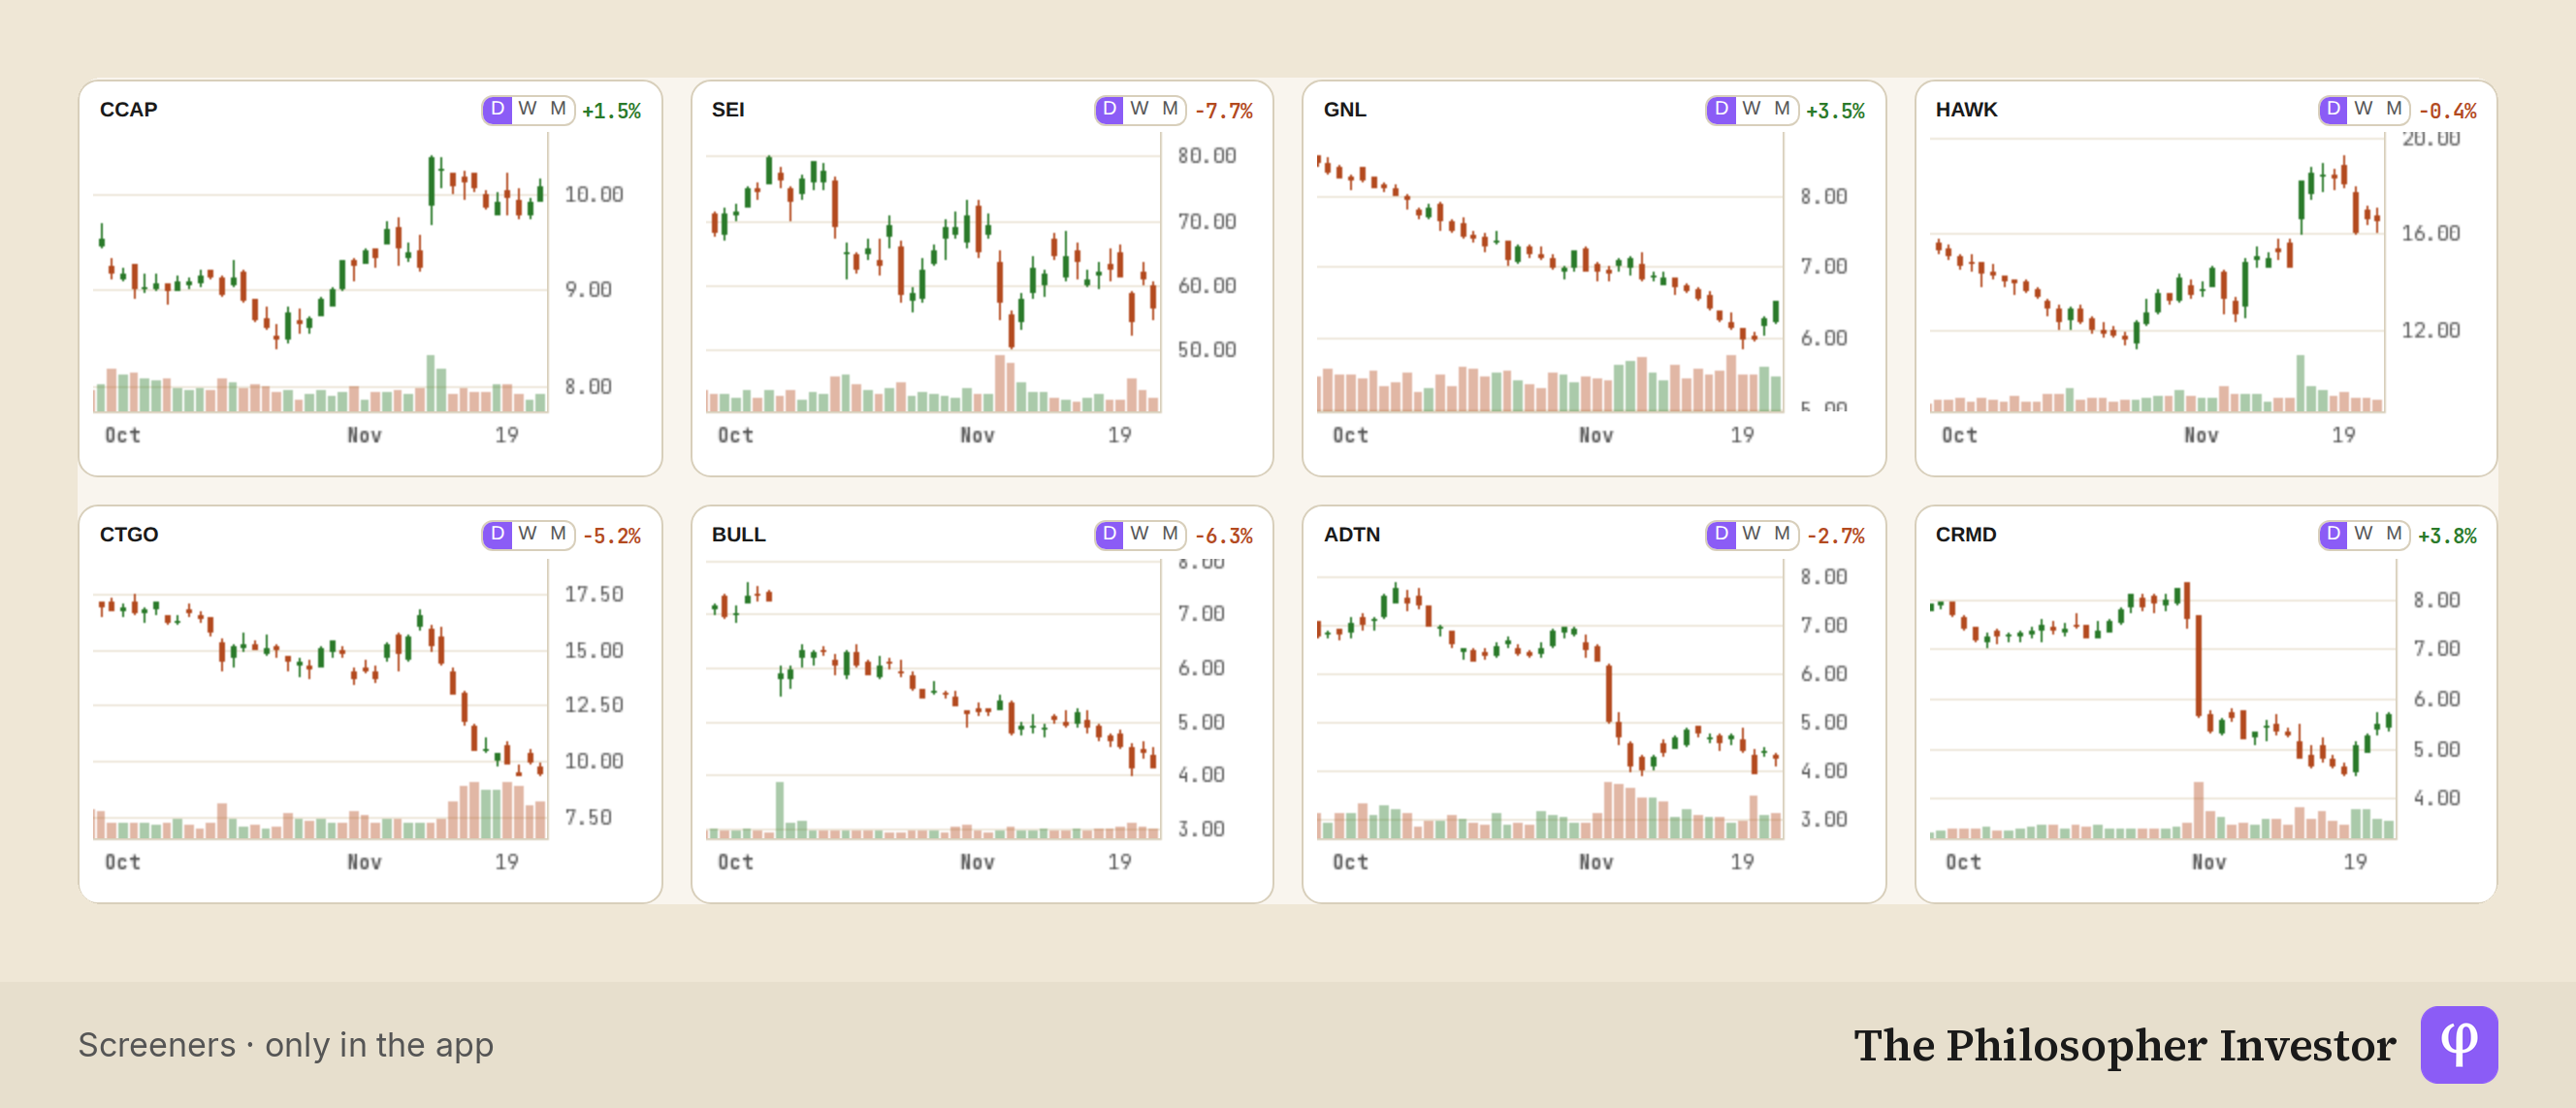 CCAP D W M +1.5%
10.00
9.00
8.00
Oct Nov 19
SEI D W M -7.7%
80.00
70.00
60.00
50.00
Oct Nov 19
GNL D W M +3.5%
8.00
7.00
6.00
5.00
Oct Nov 19
HAWK D W M -0.4%
20.00
16.00
12.00
Oct Nov 19
CTGO D W M -5.2%
17.50
15.00
12.50
10.00
7.50
Oct Nov 19
BULL D W M -6.3%
8.00
7.00
6.00
5.00
4.00
3.00
Oct Nov 19
ADTN D W M -2.7%
8.00
7.00
6.00
5.00
4.00
3.00
Oct Nov 19
CRMD D W M +3.8%
8.00
7.00
6.00
5.00
4.00
Oct Nov 19
Screeners · only in the app
The Philosopher Investor φ